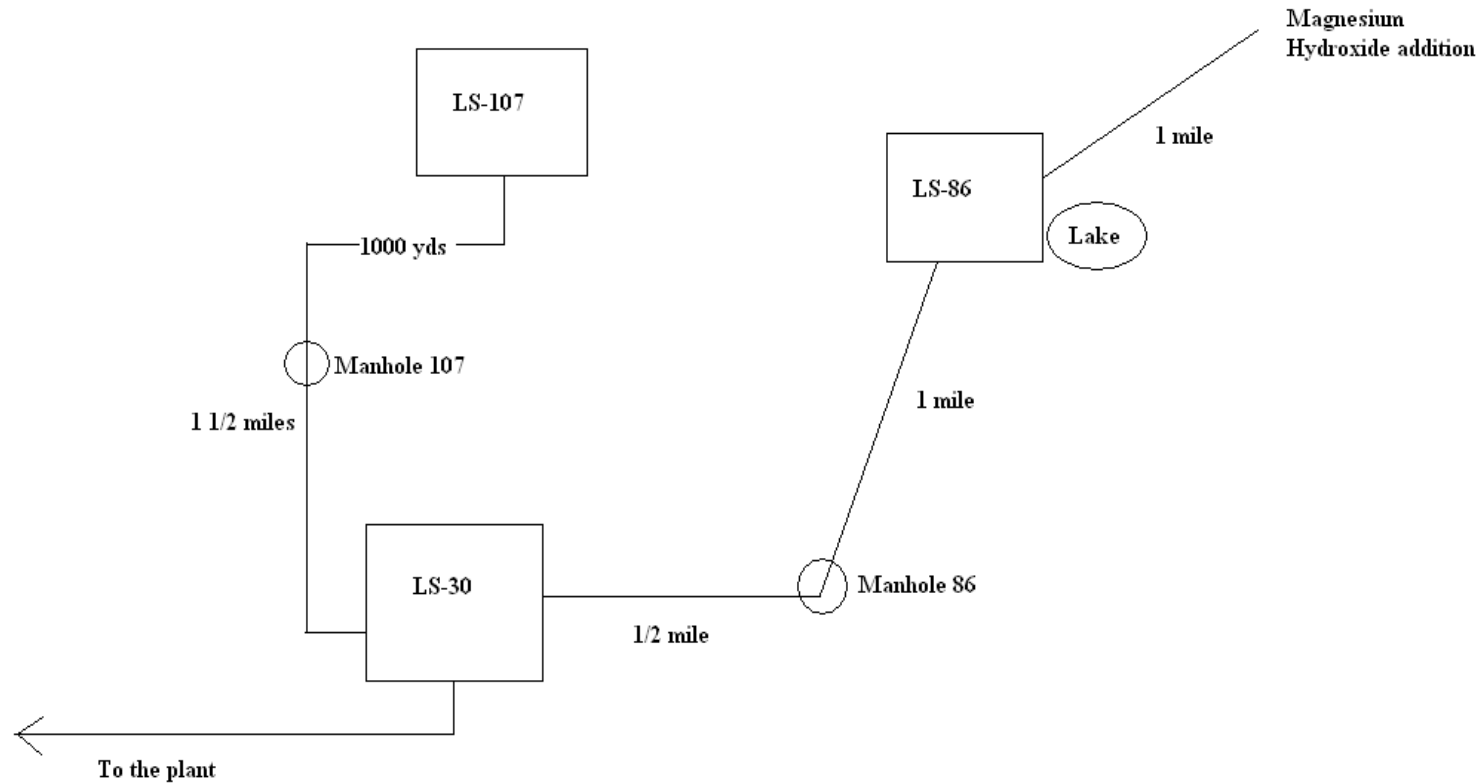 Magnesium
Hydroxide addition
LS-107
1 mile
LS-86
Lake
1000 yds
Manhole 107
1 mile
1 1/2 miles
LS-30
Manhole 86
1/2 mile
To the plant